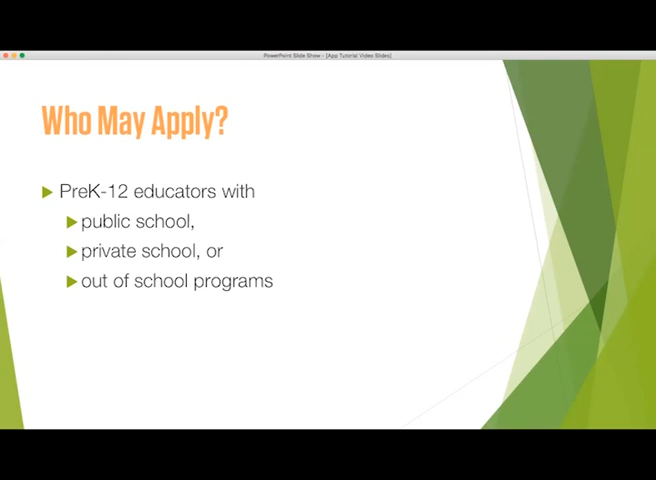 PowerPoint Slide Show - [App Tutorial Video Slides]
Who May Apply?
PreK-12 educators with
public school,
private school, or
out of school programs